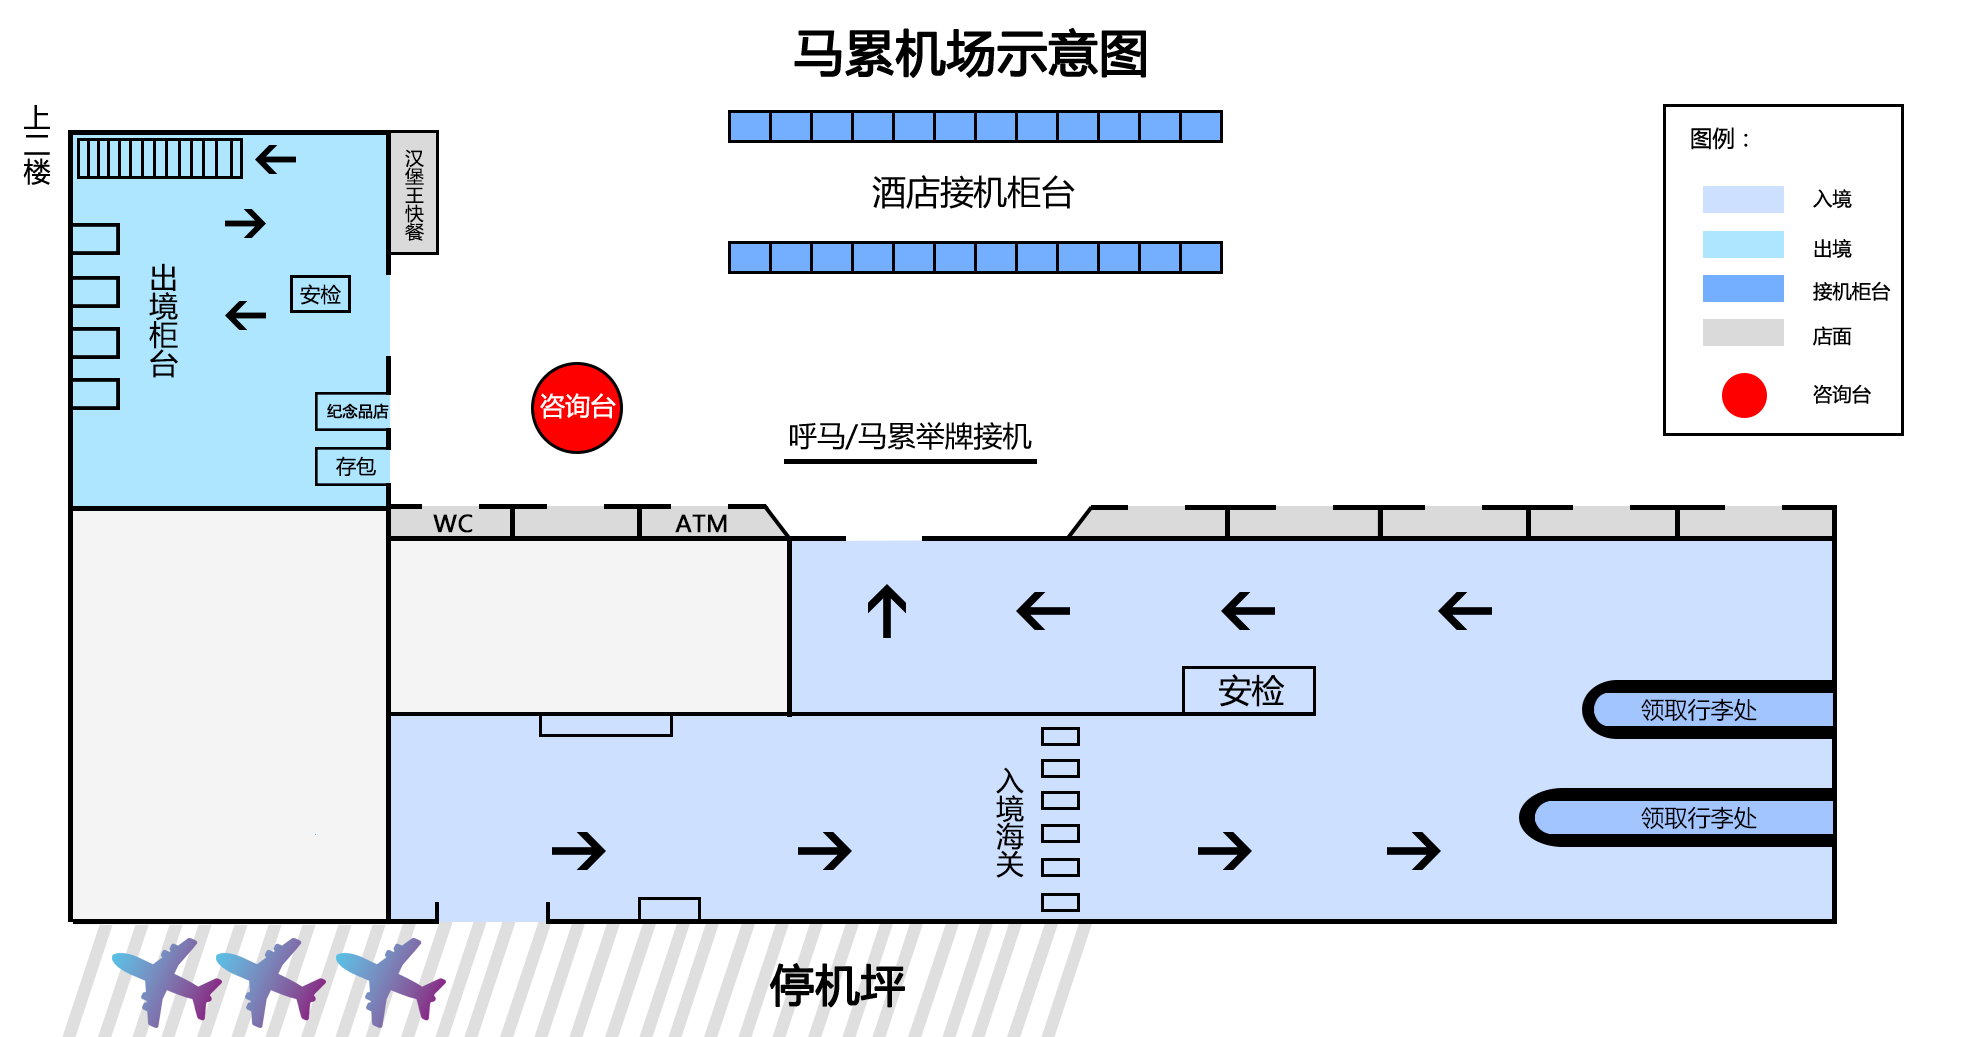 马累机场示意图
上二楼
汉堡王快餐
酒店接机柜台
图例：
入境
出境
接机柜台
店面
咨询台
出境柜台
安检
纪念品店
存包
咨询台
呼马/马累举牌接机
WC
ATM
安检
领取行李处
领取行李处
入境海关
停机坪